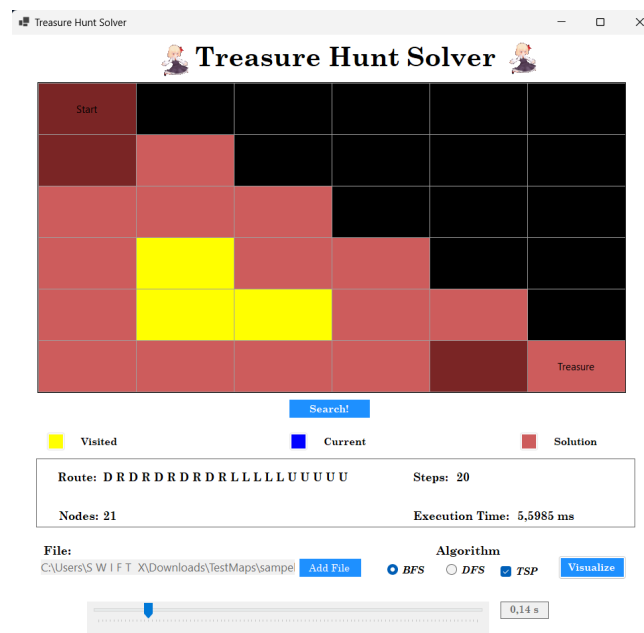 Treasure Hunt Solver
Treasure Hunt Solver
Start
Treasure
Search!
Visited Current Solution
Route: D R D R D R D R D R L L L L L U U U U U Steps: 20
Nodes: 21 Execution Time: 5,5985 ms
File: Algorithm
C:\Users\S W I F T X\Downloads\TestMaps\sampel Add File BFS DFS TSP Visualize
0,14 s